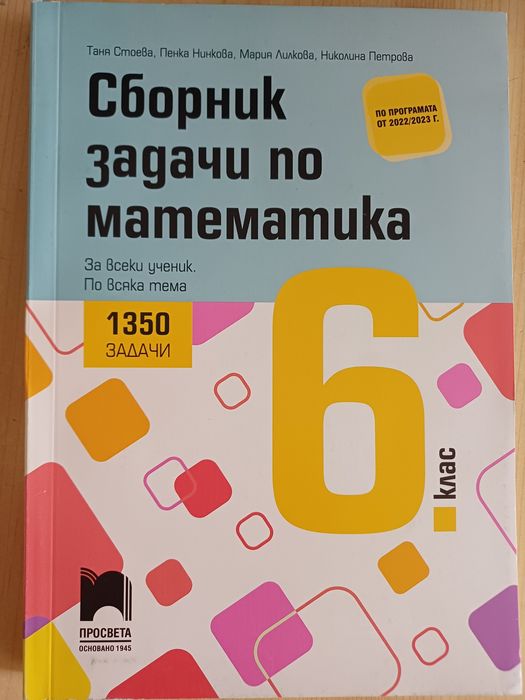 Таня Стоева, Пенка Нинкова, Мария Лилкова, Николина Петрова
Сборник
задачи по
математика
ПО ПРОГРАМАТА
ОТ 2022/2023 Г.
За всеки ученик.
По всяка тема
1350
ЗАДАЧИ
6.
клас
ПРОСВЕТА
ОСНОВАНО 1945